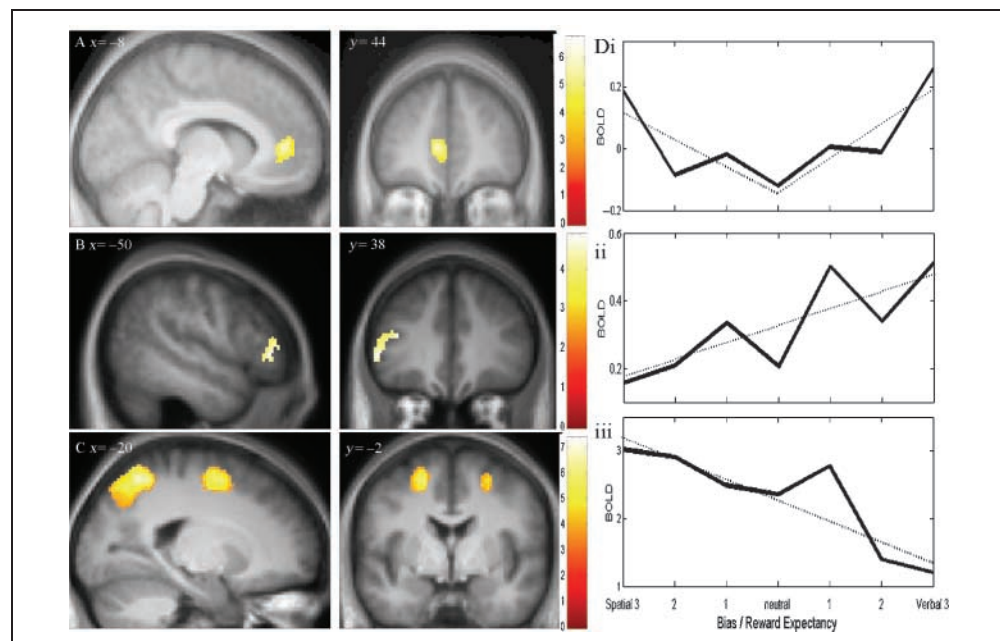 A x= –8
y= 44
6
5
4
3
2
1
0
Di
BOLD
0.2
0
–0.2
B x= –50
y= 38
4
3
2
1
0
ii
BOLD
0.6
0.4
0.2
C x= –20
y= –2
7
6
5
4
3
2
1
0
iii
BOLD
3
2
1
Spatial 3 2 1 neutral 1 2 Verbal 3
Bias / Reward Expectancy